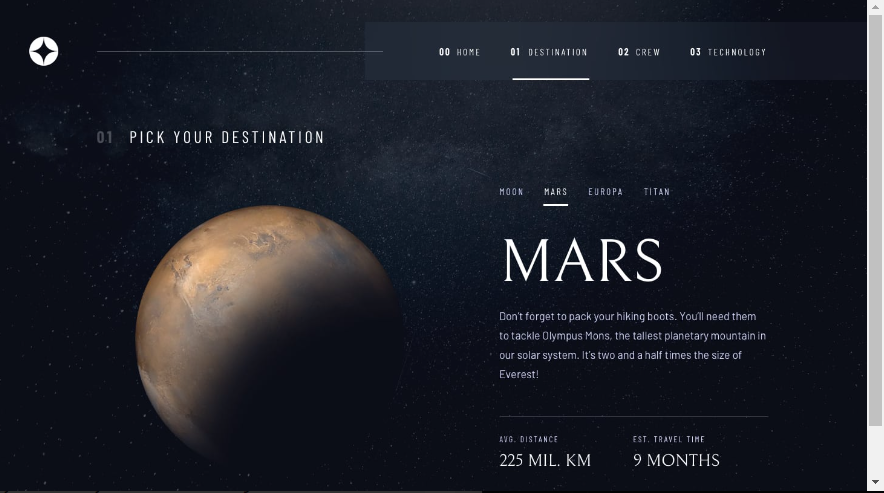 00 HOME
01 DESTINATION
02 CREW
03 TECHNOLOGY
01 PICK YOUR DESTINATION
MOON
MARS
EUROPA
TITAN
MARS
Don't forget to pack your hiking boots. You'll need them
to tackle Olympus Mons, the tallest planetary mountain in
our solar system. It's two and a half times the size of
Everest!
AVG. DISTANCE
225 MIL. KM
EST. TRAVEL TIME
9 MONTHS